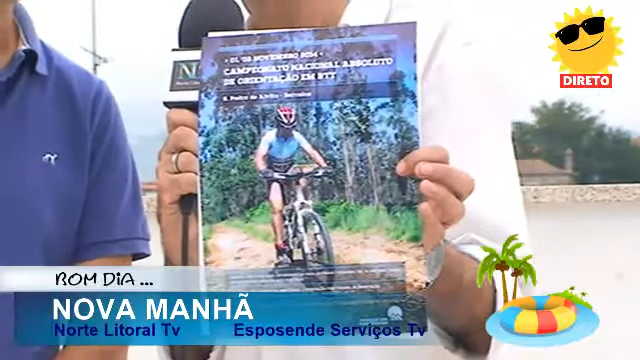 01/02 NOVEMBRO 2014
CAMPEONATO NACIONAL ABSOLUTO
DE ORIENTAÇÃO EM BTT
N
DIRETO
BOM DIA ...
NOVA MANHÃ
Norte Litoral Tv Esposende Serviços Tv